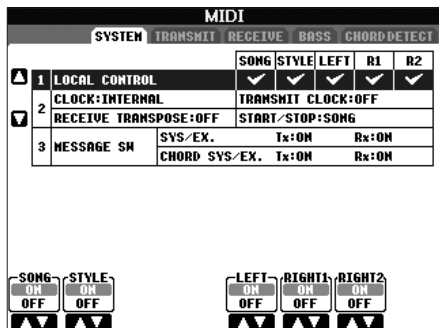 MIDI
SYSTEM TRANSMIT RECEIVE BASS CHORD DETECT
SONG STYLE LEFT R1 R2
1 LOCAL CONTROL
2 CLOCK:INTERNAL TRANSMIT CLOCK:OFF
RECEIVE TRANSPOSE:OFF START/STOP:SONG
3 MESSAGE SW SYS/EX. Tx:ON Rx:ON
CHORD SYS/EX. Tx:ON Rx:ON
SONG STYLE LEFT RIGHT1 RIGHT2
ON ON ON ON ON
OFF OFF OFF OFF OFF